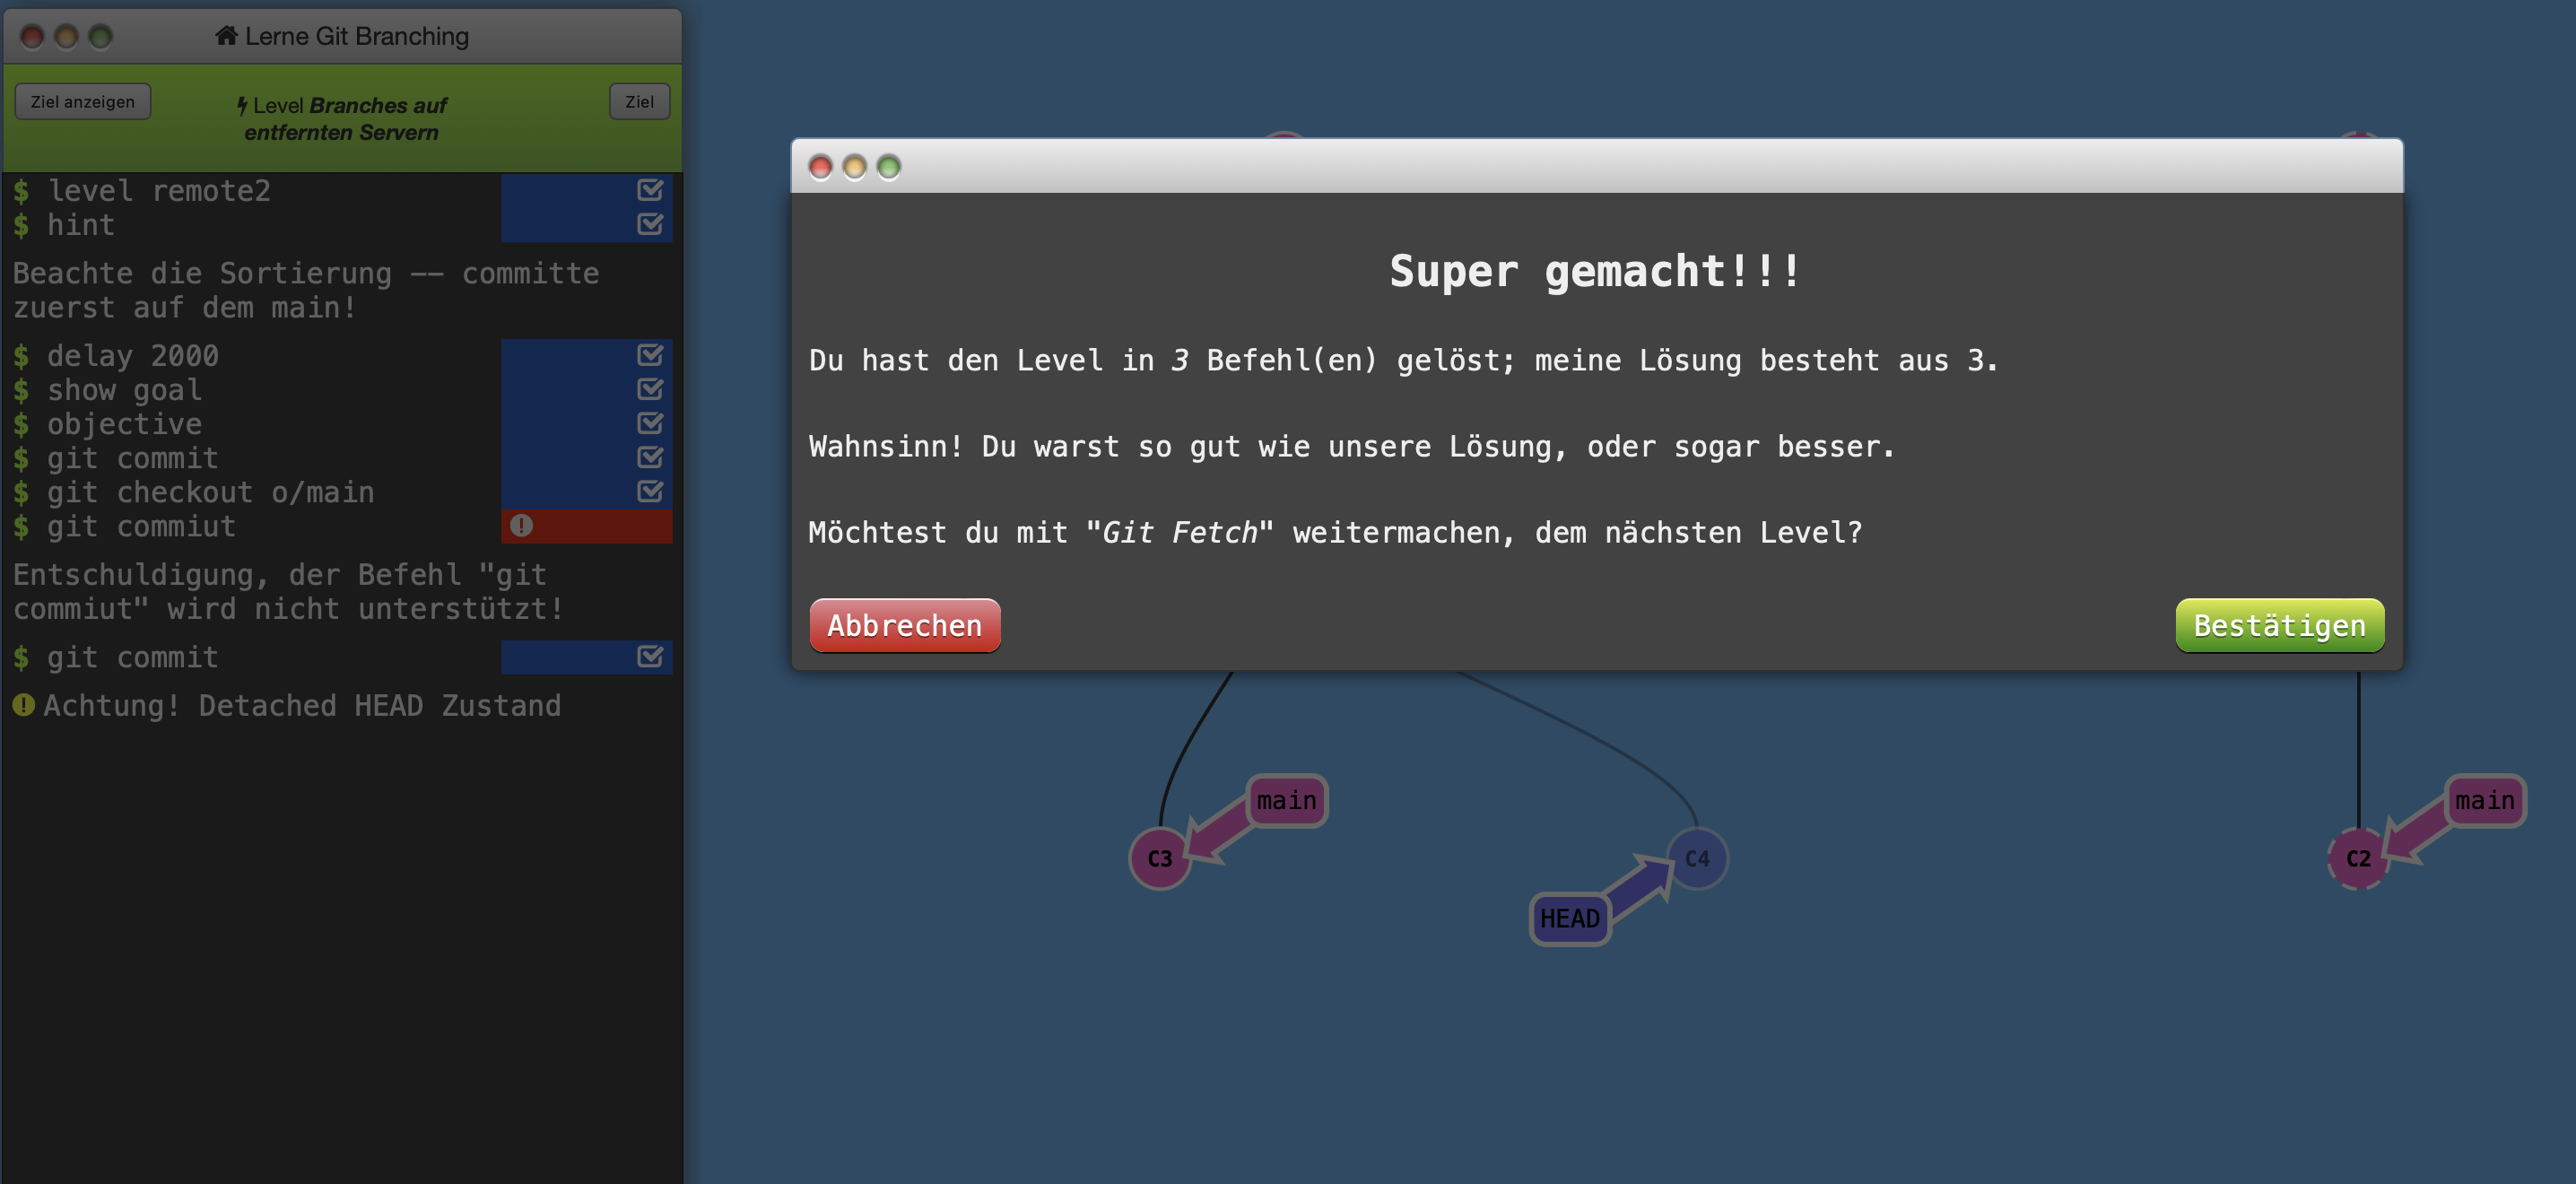 Lerne Git Branching
Ziel anzeigen
Level Branches auf
entfernten Servern
Ziel
$ level remote2
$ hint
Beachte die Sortierung -- committe
zuerst auf dem main!
$ delay 2000
$ show goal
$ objective
$ git commit
$ git checkout o/main
$ git commiut
Entschuldigung, der Befehl "git
commiut" wird nicht unterstützt!
$ git commit
Achtung! Detached HEAD Zustand
Super gemacht!!!
Du hast den Level in 3 Befehl(en) gelöst; meine Lösung besteht aus 3.
Wahnsinn! Du warst so gut wie unsere Lösung, oder sogar besser.
Möchtest du mit "Git Fetch" weitermachen, dem nächsten Level?
Abbrechen
Bestätigen
main
C3
C4
HEAD
main
C2